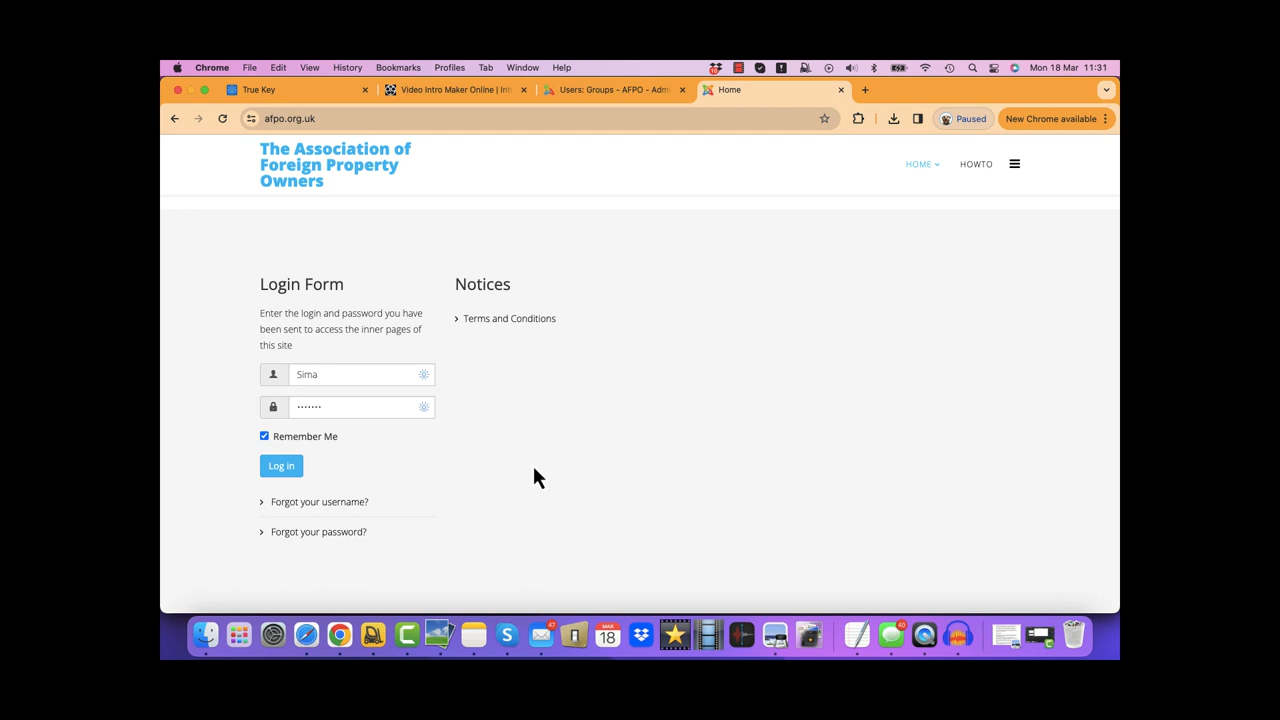 Chrome File Edit View History Bookmarks Profiles Tab Window Help Mon 18 Mar 11:31
True Key Video Intro Maker Online | Int Users: Groups - AFPO - Adm Home
afpo.org.uk Paused New Chrome available
The Association of
Foreign Property
Owners
HOME HOWTO
Login Form
Enter the login and password you have
been sent to access the inner pages of
this site
Sima
•••••••
Remember Me
Log in
Forgot your username?
Forgot your password?
Notices
Terms and Conditions
47
MAR
18
40